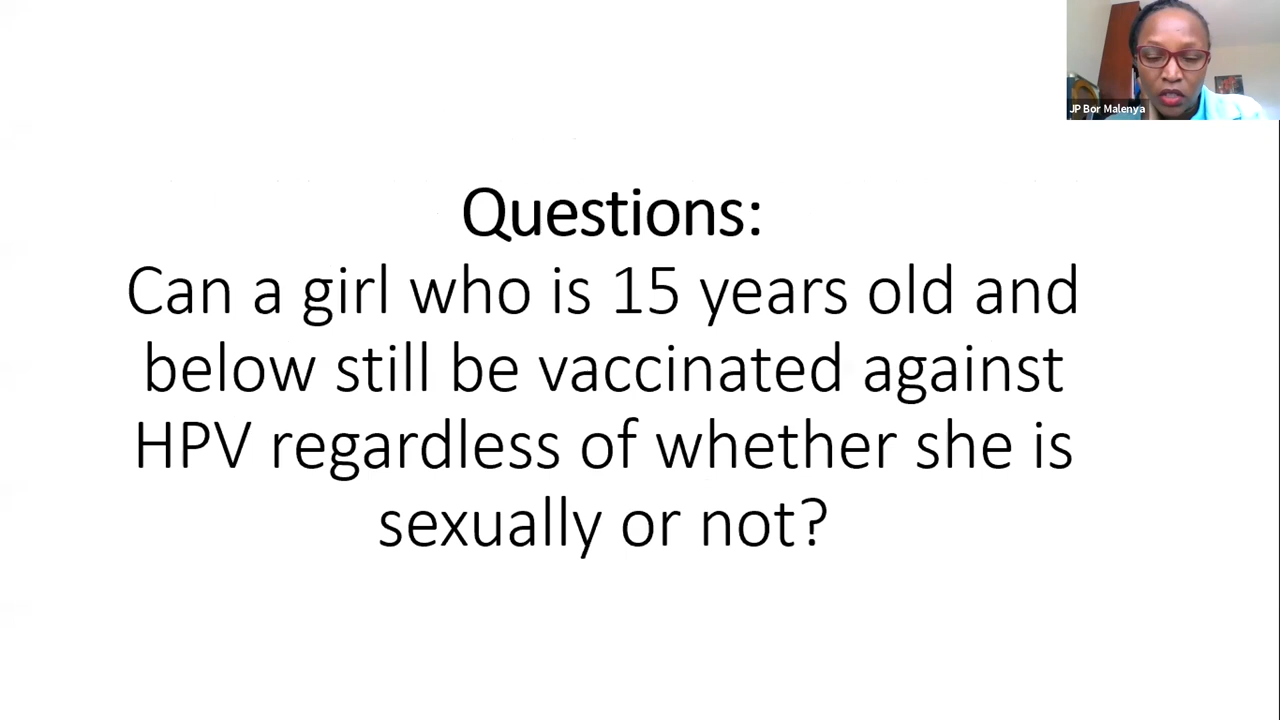 JP Bor Malenya
Questions:
Can a girl who is 15 years old and
below still be vaccinated against
HPV regardless of whether she is
sexually or not?